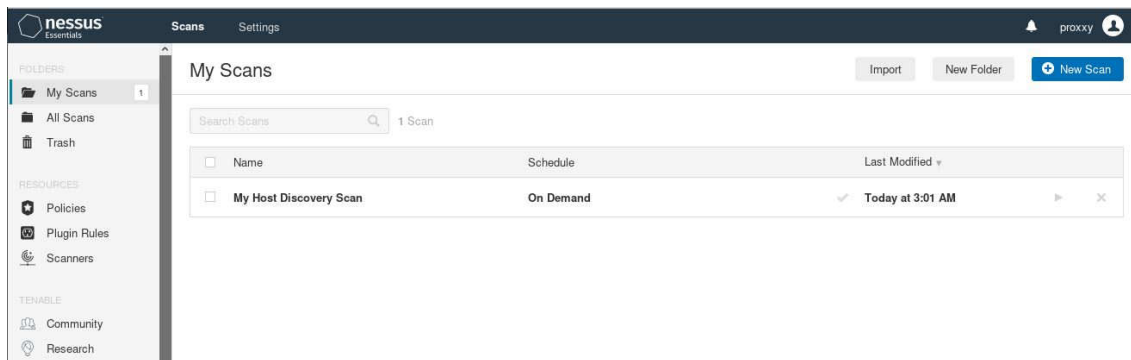 nessus
Essentials
Scans
Settings
proxxy
FOLDERS
My Scans
1
All Scans
Trash
RESOURCES
Policies
Plugin Rules
Scanners
TENABLE
Community
Research
My Scans
Import
New Folder
New Scan
Search Scans
1 Scan
Name
Schedule
Last Modified
My Host Discovery Scan
On Demand
Today at 3:01 AM